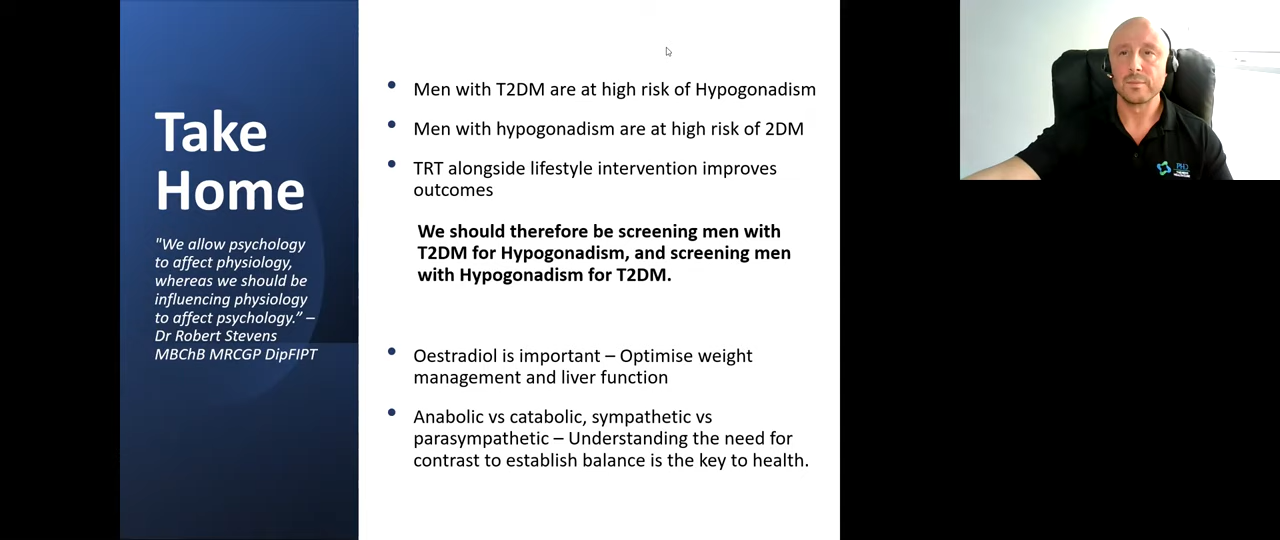 Take
Home
"We allow psychology
to affect physiology,
whereas we should be
influencing physiology
to affect psychology.” –
Dr Robert Stevens
MBChB MRCGP DipFIPT
• Men with T2DM are at high risk of Hypogonadism
• Men with hypogonadism are at high risk of 2DM
• TRT alongside lifestyle intervention improves
outcomes
We should therefore be screening men with
T2DM for Hypogonadism, and screening men
with Hypogonadism for T2DM.
• Oestradiol is important – Optimise weight
management and liver function
• Anabolic vs catabolic, sympathetic vs
parasympathetic – Understanding the need for
contrast to establish balance is the key to health.